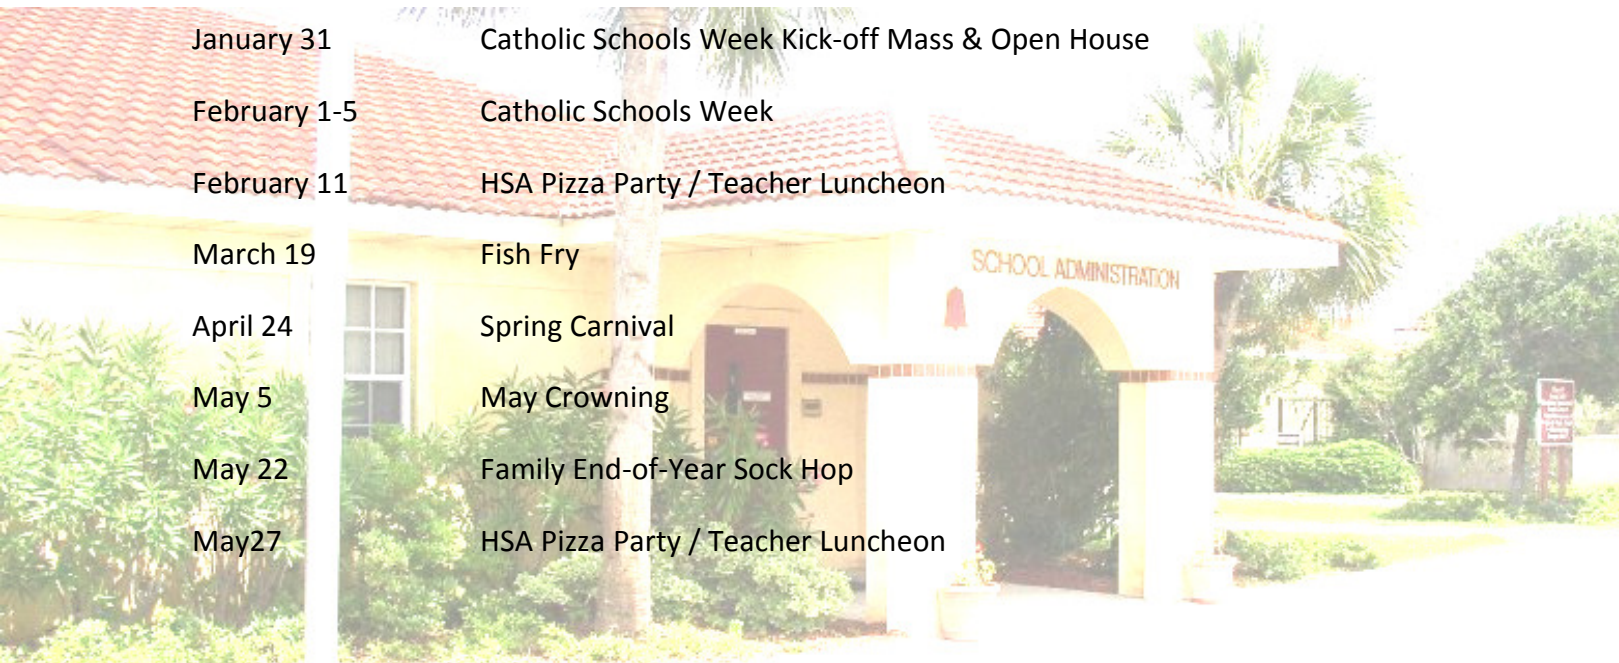 January 31 Catholic Schools Week Kick-off Mass & Open House
February 1-5 Catholic Schools Week
February 11 HSA Pizza Party / Teacher Luncheon
March 19 Fish Fry
SCHOOL ADMINISTRATION
April 24 Spring Carnival
May 5 May Crowning
May 22 Family End-of-Year Sock Hop
May27 HSA Pizza Party / Teacher Luncheon